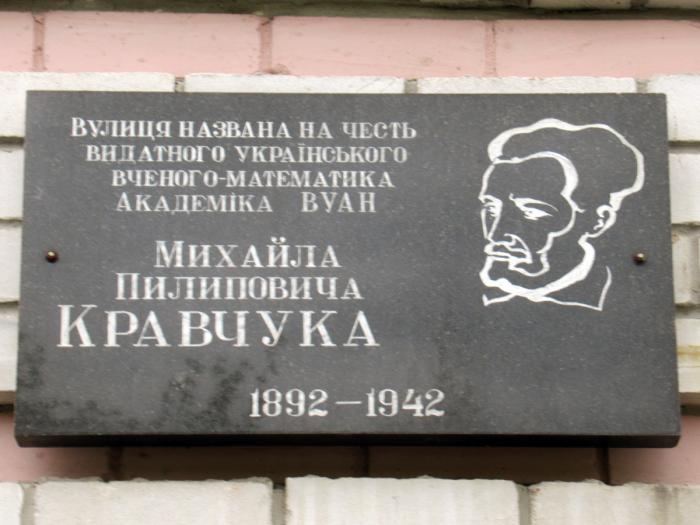 ВУЛИЦЯ НАЗВАНА НА ЧЕСТЬ
ВИДАТНОГО УКРАЇНСЬКОГО
ВЧЕНОГО-МАТЕМАТИКА
АКАДЕМІКА ВУАН
МИХАЙЛА
ПИЛИПОВИЧА
КРАВЧУКА
1892 – 1942